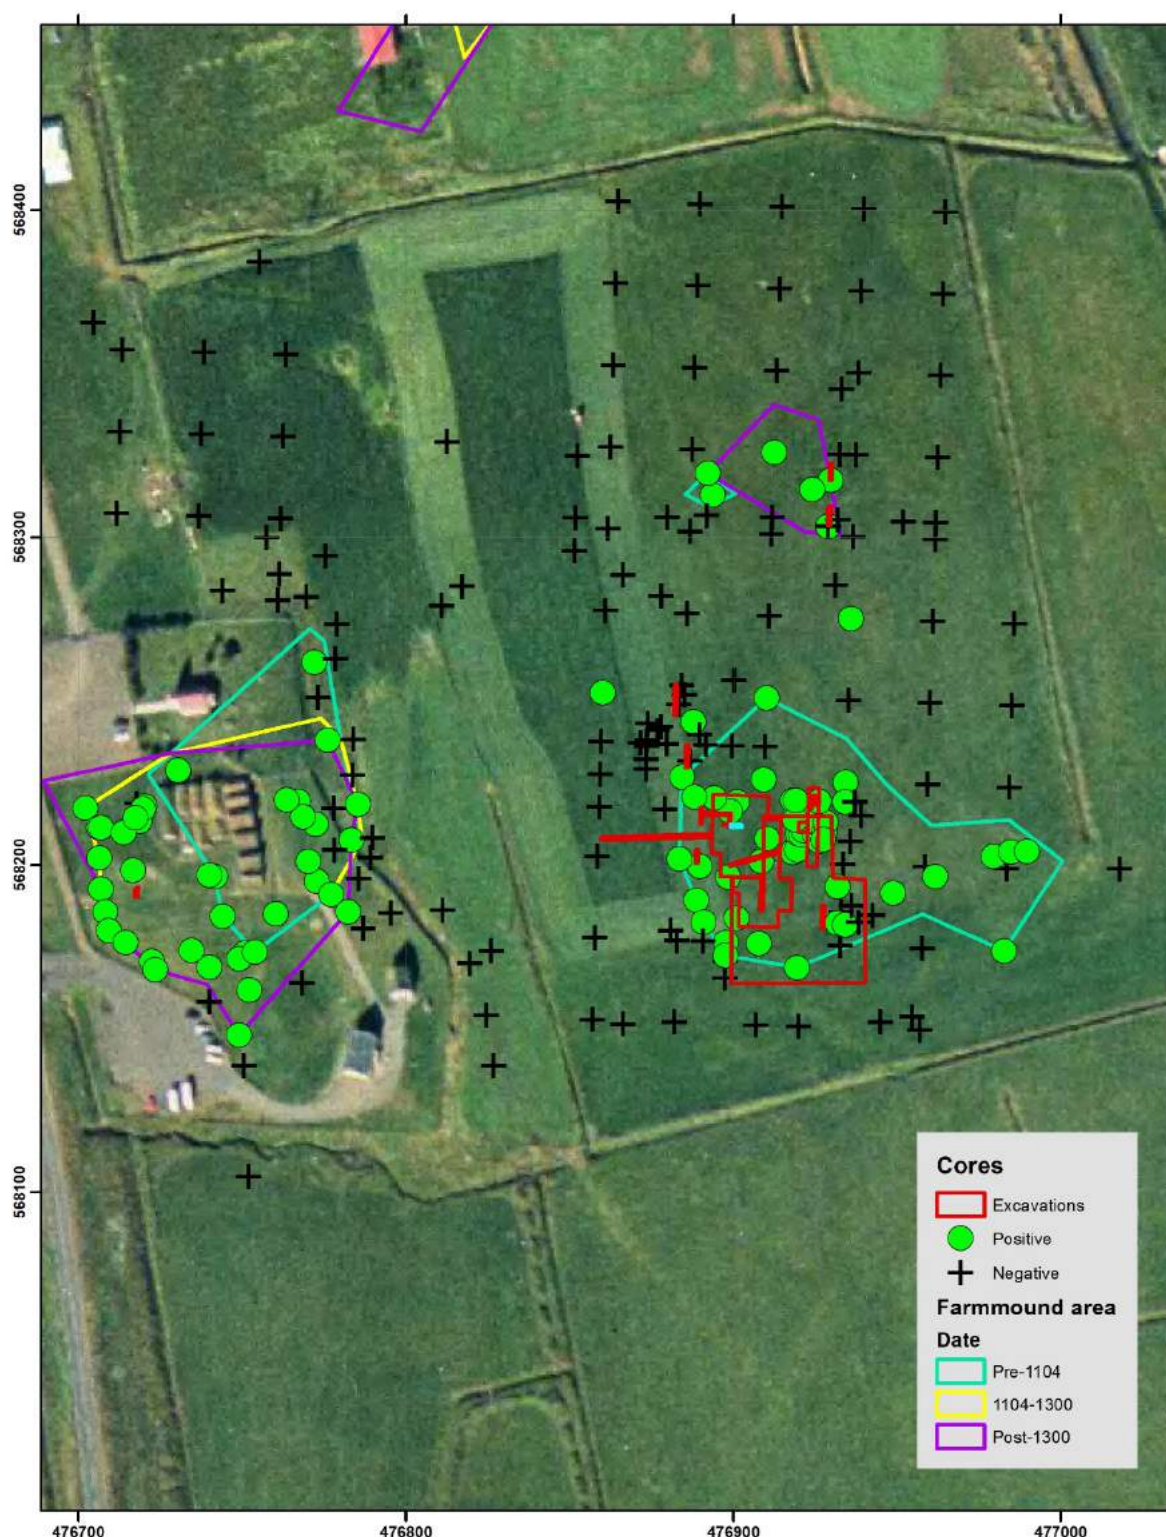 568400
568300
568200
568100
Cores
Excavations
Positive
Negative
Farmmound area
Date
Pre-1104
1104-1300
Post-1300
476700
476800
476900
477000